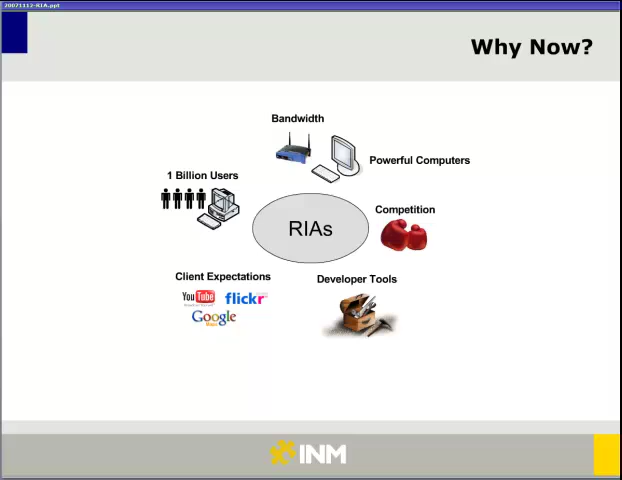 20071112-RIA.ppt
Why Now?
Bandwidth
Powerful Computers
1 Billion Users
Competition
RIAs
Client Expectations
Developer Tools
YouTube
flickr
Google
Maps
INM